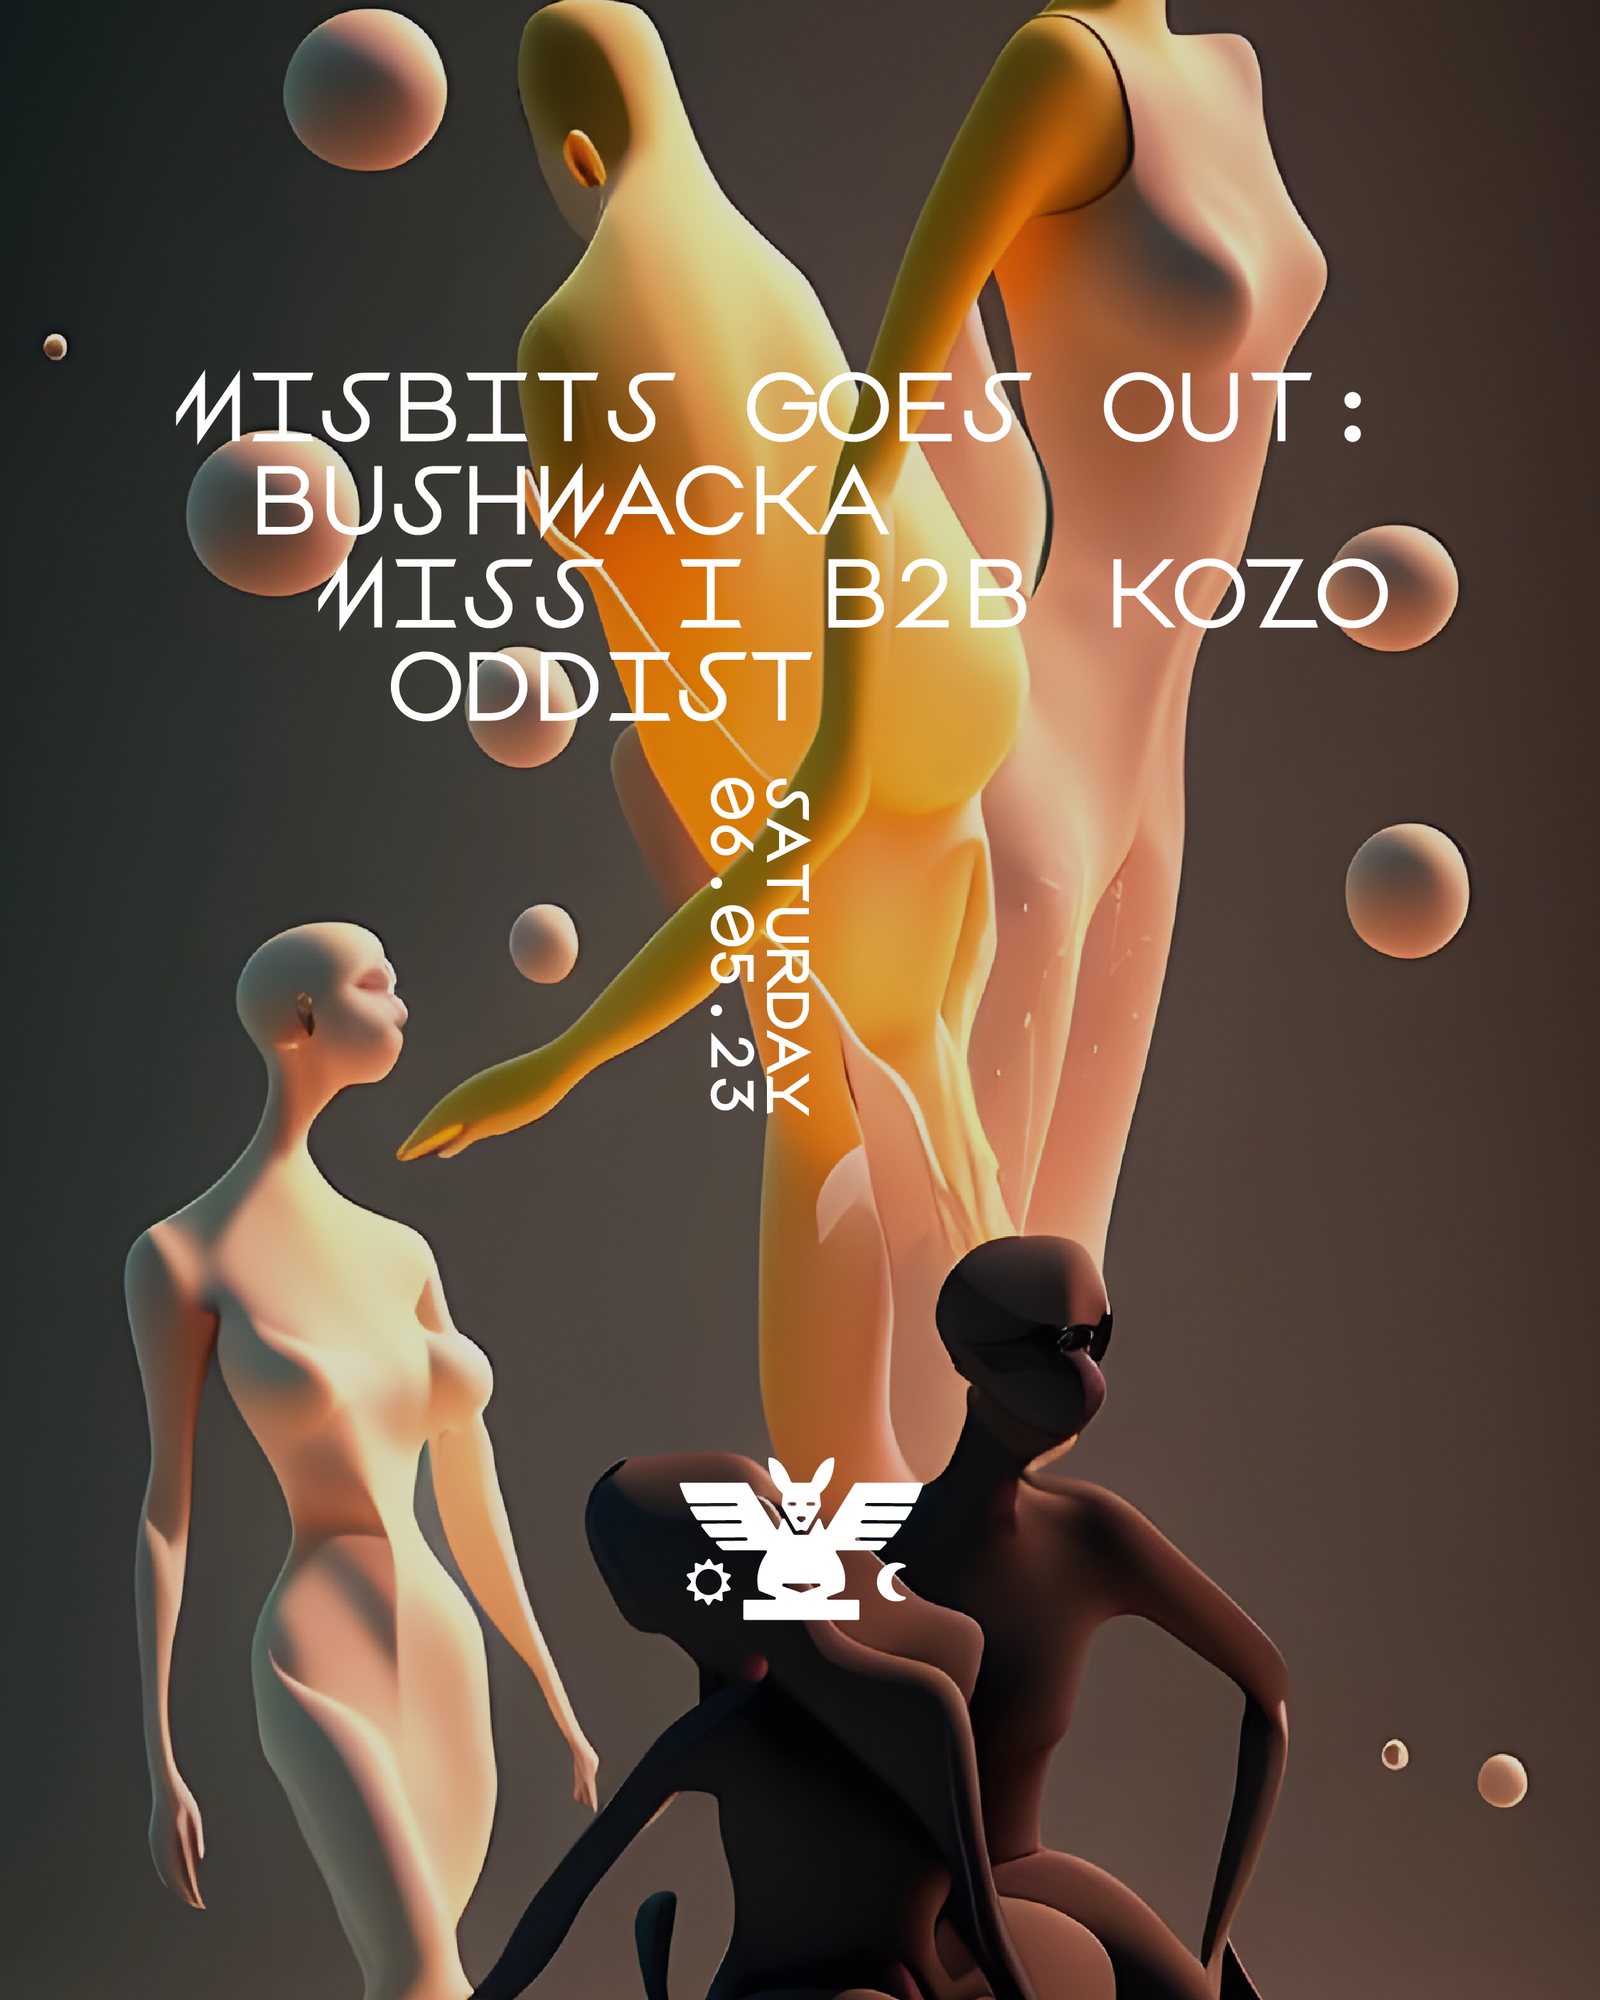 MISBITS GOES OUT:
BUSHWACKA
MISS I B2B KOZO
ODDIST
SATURDAY
06.05.23